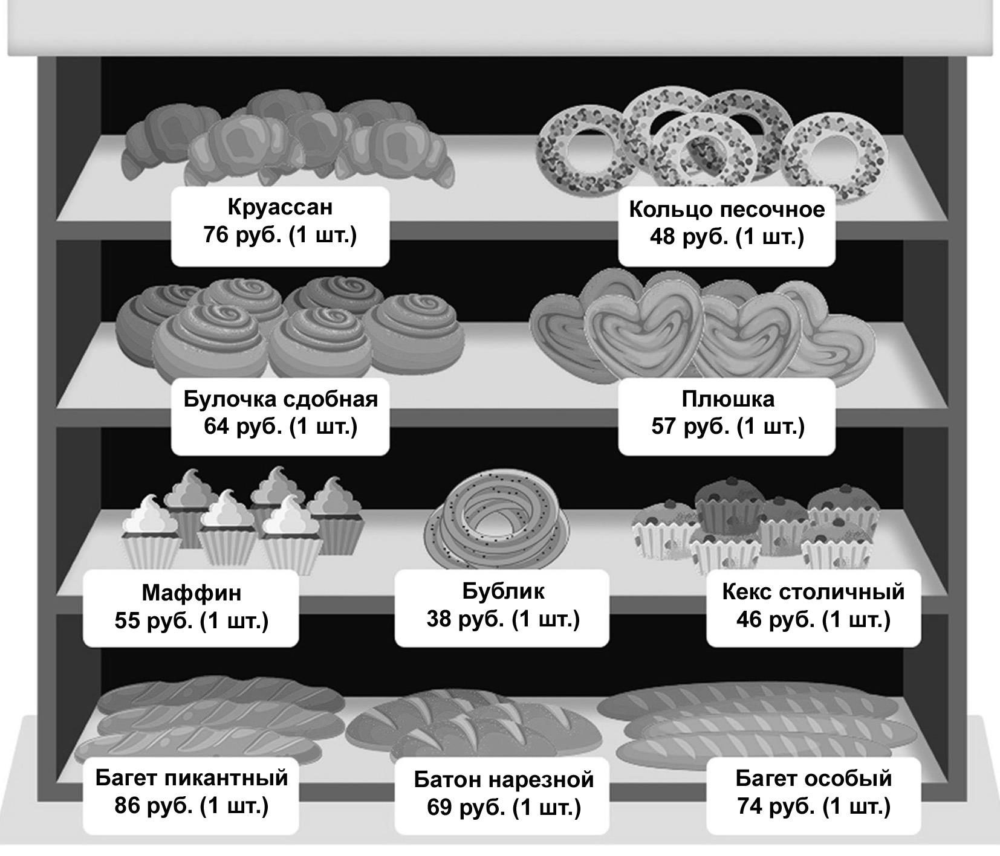 Круассан
76 руб. (1 шт.)
Кольцо песочное
48 руб. (1 шт.)
Булочка сдобная
64 руб. (1 шт.)
Плюшка
57 руб. (1 шт.)
Маффин
55 руб. (1 шт.)
Бублик
38 руб. (1 шт.)
Кекс столичный
46 руб. (1 шт.)
Багет пикантный
86 руб. (1 шт.)
Батон нарезной
69 руб. (1 шт.)
Багет особый
74 руб. (1 шт.)